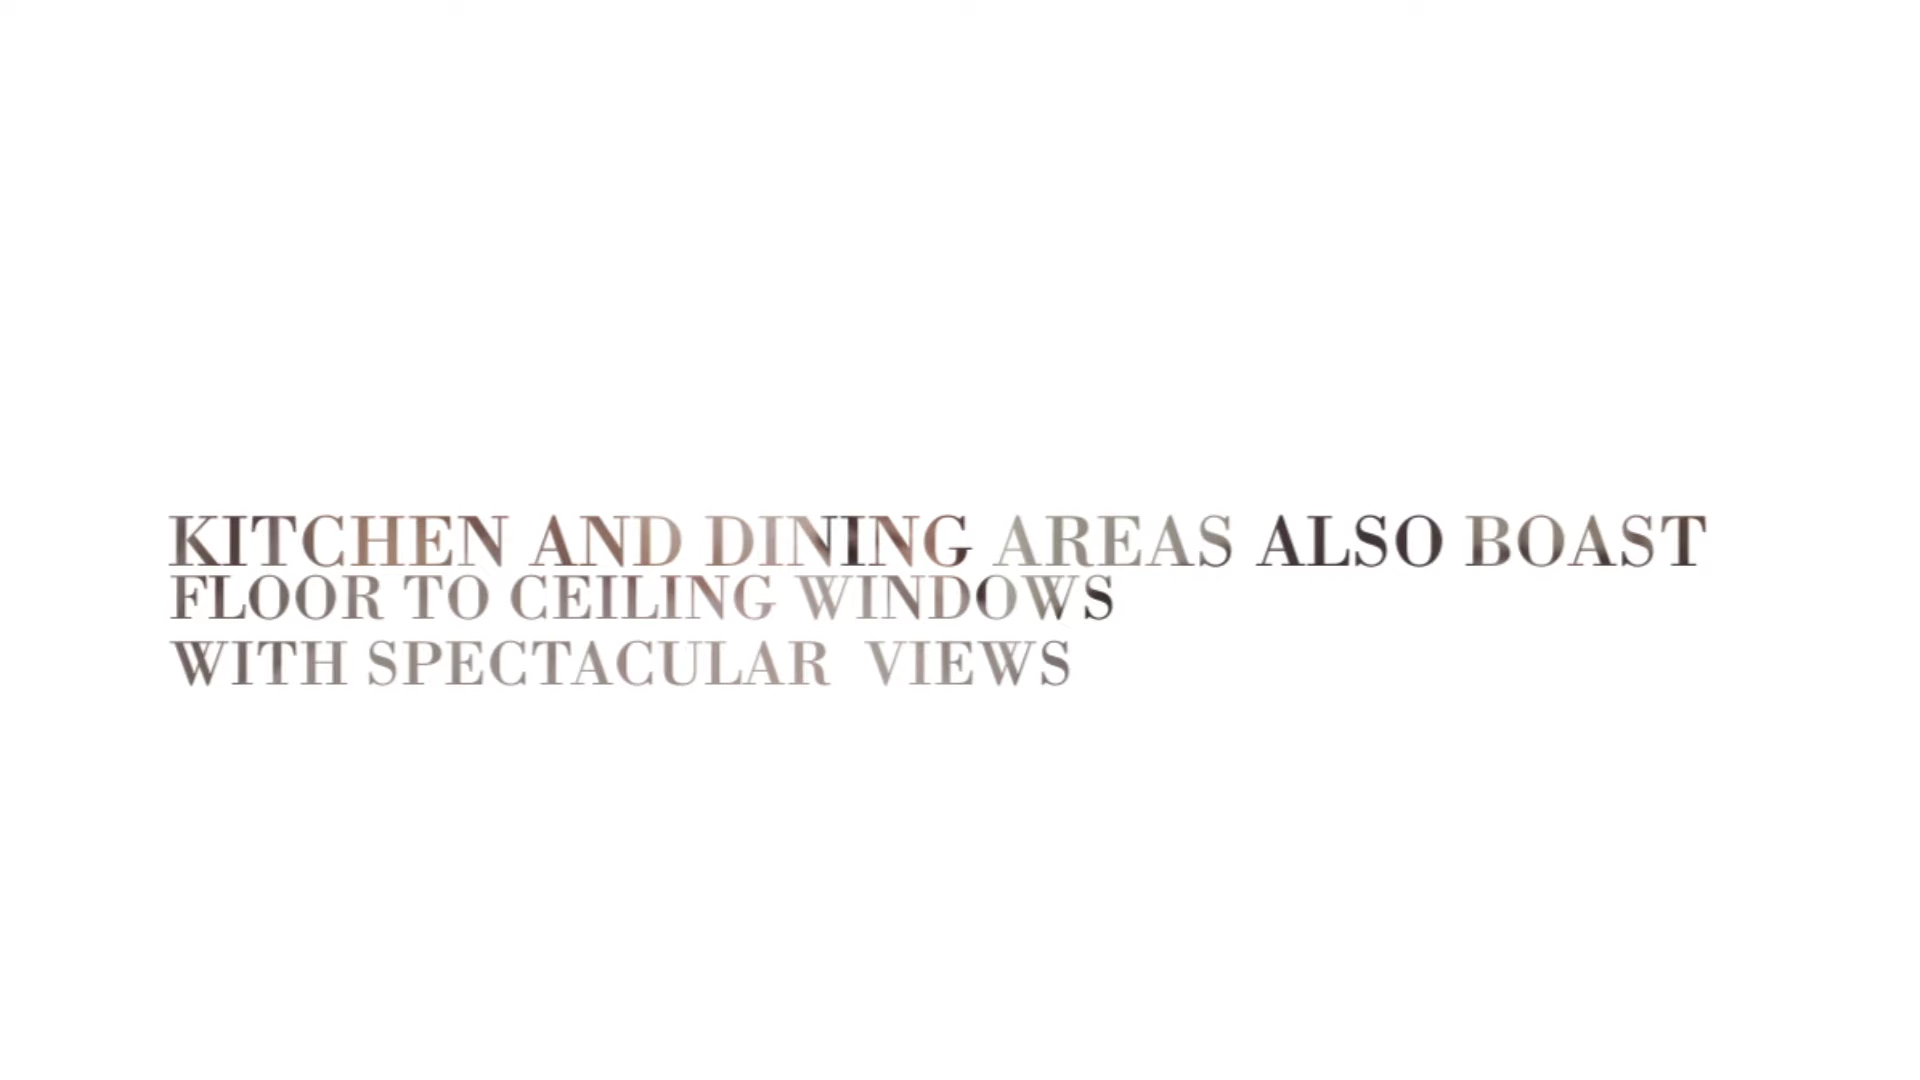 KITCHEN AND DINING AREAS ALSO BOAST
FLOOR TO CEILING WINDOWS
WITH SPECTACULAR VIEWS